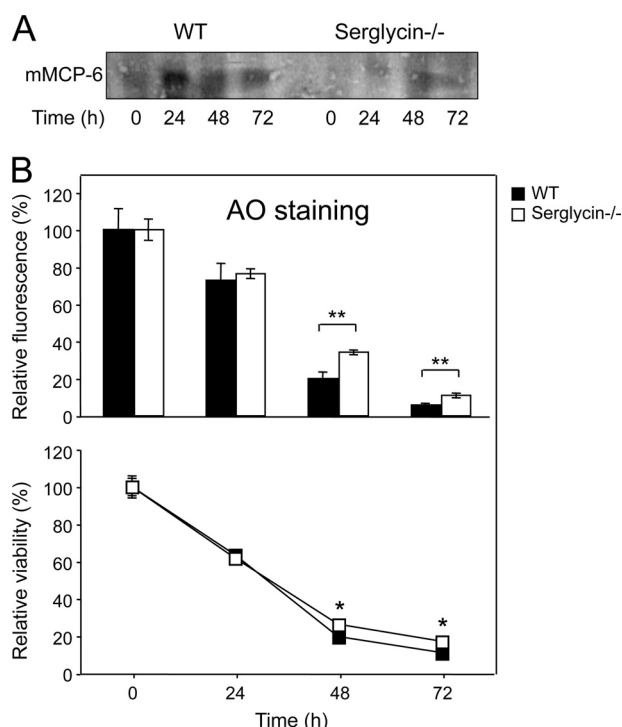 A
WT Serglycin-/-
mMCP-6
Time (h) 0 24 48 72 0 24 48 72
B
AO staining
WT
Serglycin-/-
Relative fluorescence (%)
120
100
80
60
40
20
0
**
**
Relative viability (%)
120
100
80
60
40
20
0
*
*
0 24 48 72
Time (h)